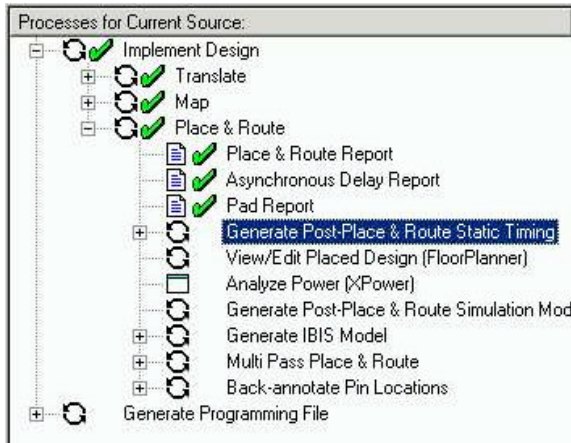 Processes for Current Source:
Implement Design
Translate
Map
Place & Route
Place & Route Report
Asynchronous Delay Report
Pad Report
Generate Post-Place & Route Static Timing
View/Edit Placed Design (FloorPlanner)
Analyze Power (XPower)
Generate Post-Place & Route Simulation Mod
Generate IBIS Model
Multi Pass Place & Route
Back-annotate Pin Locations
Generate Programming File